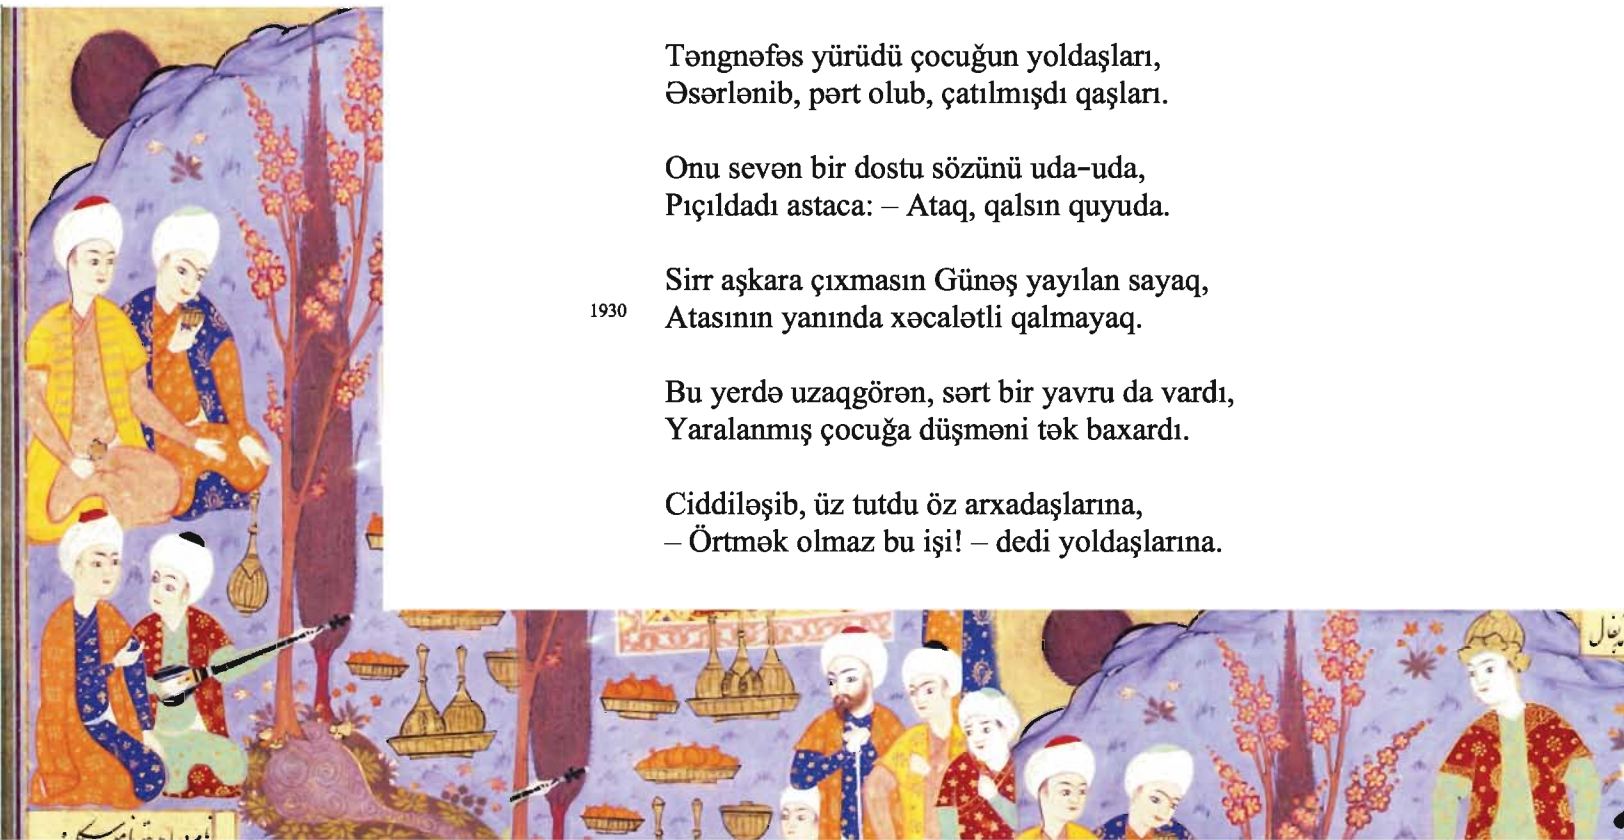 Təngnəfəs yürüdü çocuğun yoldaşları,
Əsərlənib, pərt olub, çatılmışdı qaşları.
Onu sevən bir dostu sözünü uda-uda,
Pıçıldadı astaca: – Ataq, qalsın quyuda.
Sirr aşkara çıxmasın Günəş yayılan sayaq,
1930 Atasının yanında xəcalətli qalmayaq.
Bu yerdə uzaqgörən, sərt bir yavru da vardı,
Yaralanmış çocuğa düşməni tək baxardı.
Ciddiləşib, üz tutdu öz arxadaşlarına,
– Örtmək olmaz bu işi! – dedi yoldaşlarına.